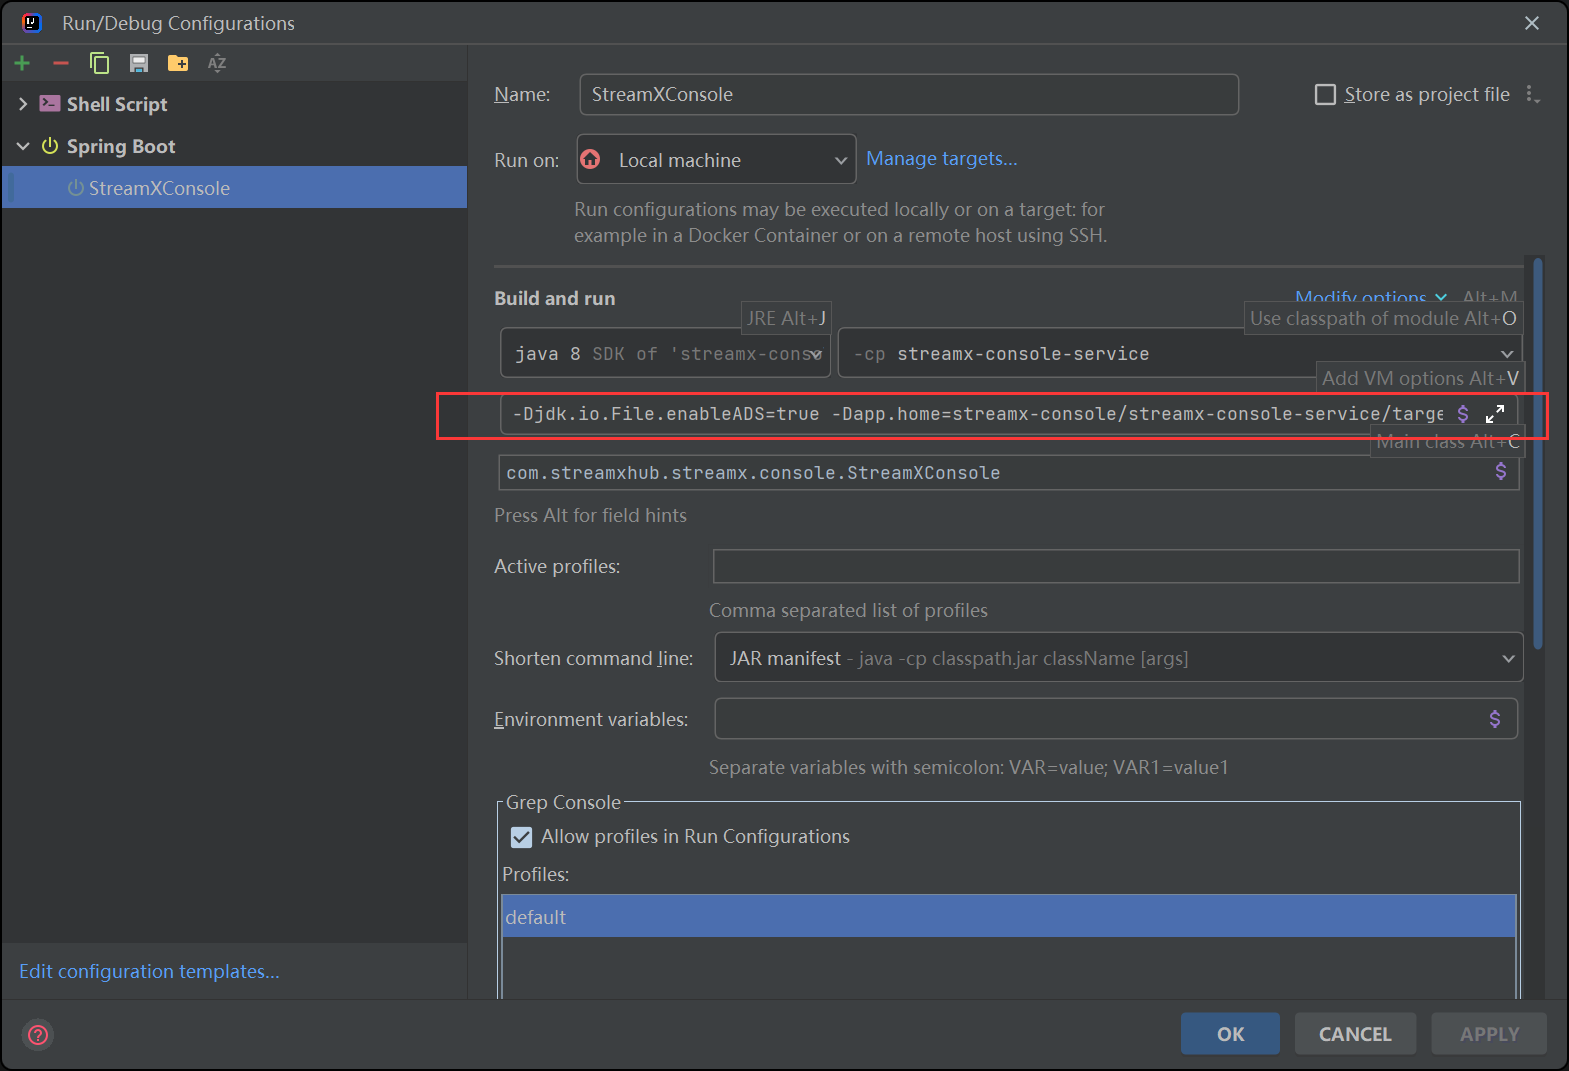 Run/Debug Configurations
Shell Script
Spring Boot
StreamXConsole
Edit configuration templates...
Name:
StreamXConsole
Store as project file
Run on:
Local machine
Manage targets...
Run configurations may be executed locally or on a target: for
example in a Docker Container or on a remote host using SSH.
Build and run
Modify options
Alt+M
JRE Alt+J
Use classpath of module Alt+O
java 8 SDK of 'streamx-conso
-cp streamx-console-service
Add VM options Alt+V
-Djdk.io.File.enableADS=true -Dapp.home=streamx-console/streamx-console-service/targe
Main class Alt+C
com.streamxhub.streamx.console.StreamXConsole
Press Alt for field hints
Active profiles:
Comma separated list of profiles
Shorten command line:
JAR manifest - java -cp classpath.jar className [args]
Environment variables:
Separate variables with semicolon: VAR=value; VAR1=value1
Grep Console
Allow profiles in Run Configurations
Profiles:
default
OK
CANCEL
APPLY